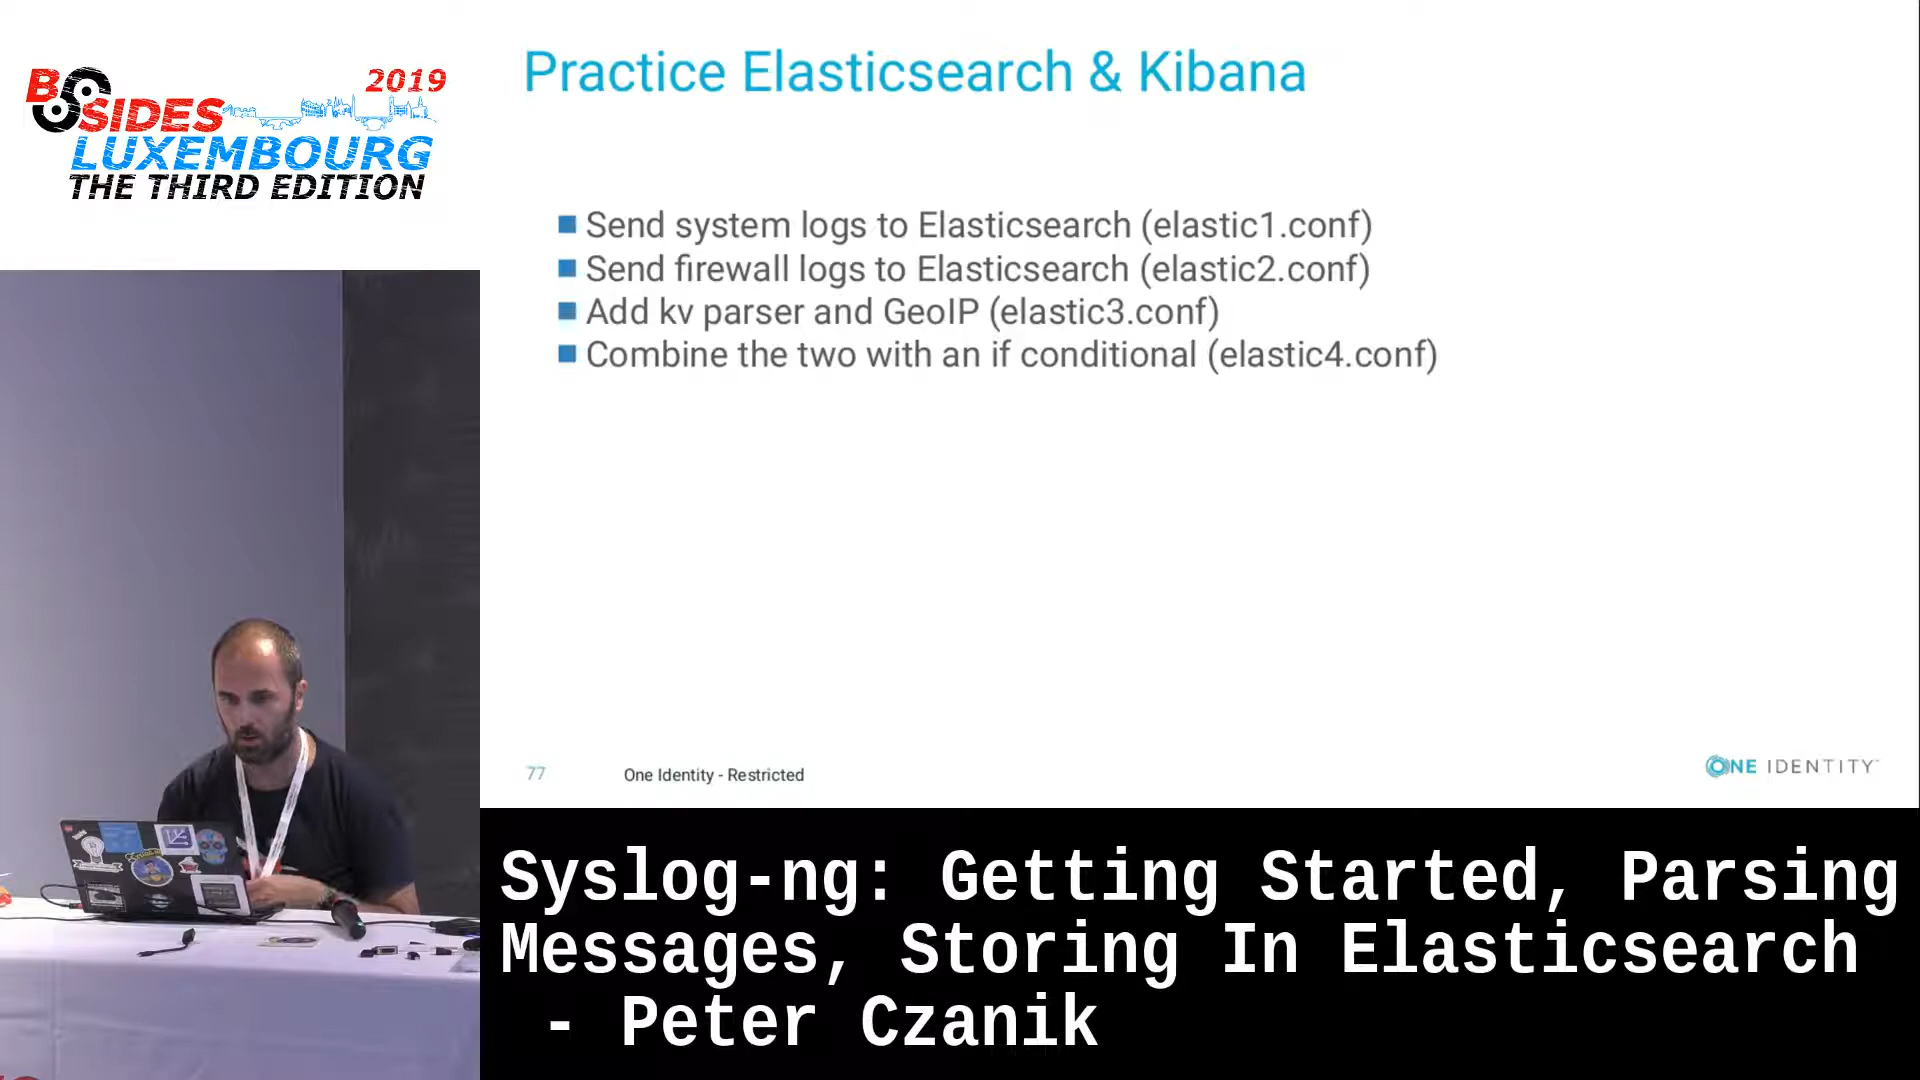 BSIDES
2019
LUXEMBOURG
THE THIRD EDITION
Practice Elasticsearch & Kibana
Send system logs to Elasticsearch (elastic1.conf)
Send firewall logs to Elasticsearch (elastic2.conf)
Add kv parser and GeoIP (elastic3.conf)
Combine the two with an if conditional (elastic4.conf)
77
One Identity - Restricted
ONE IDENTITY
Syslog-ng: Getting Started, Parsing
Messages, Storing In Elasticsearch
- Peter Czanik